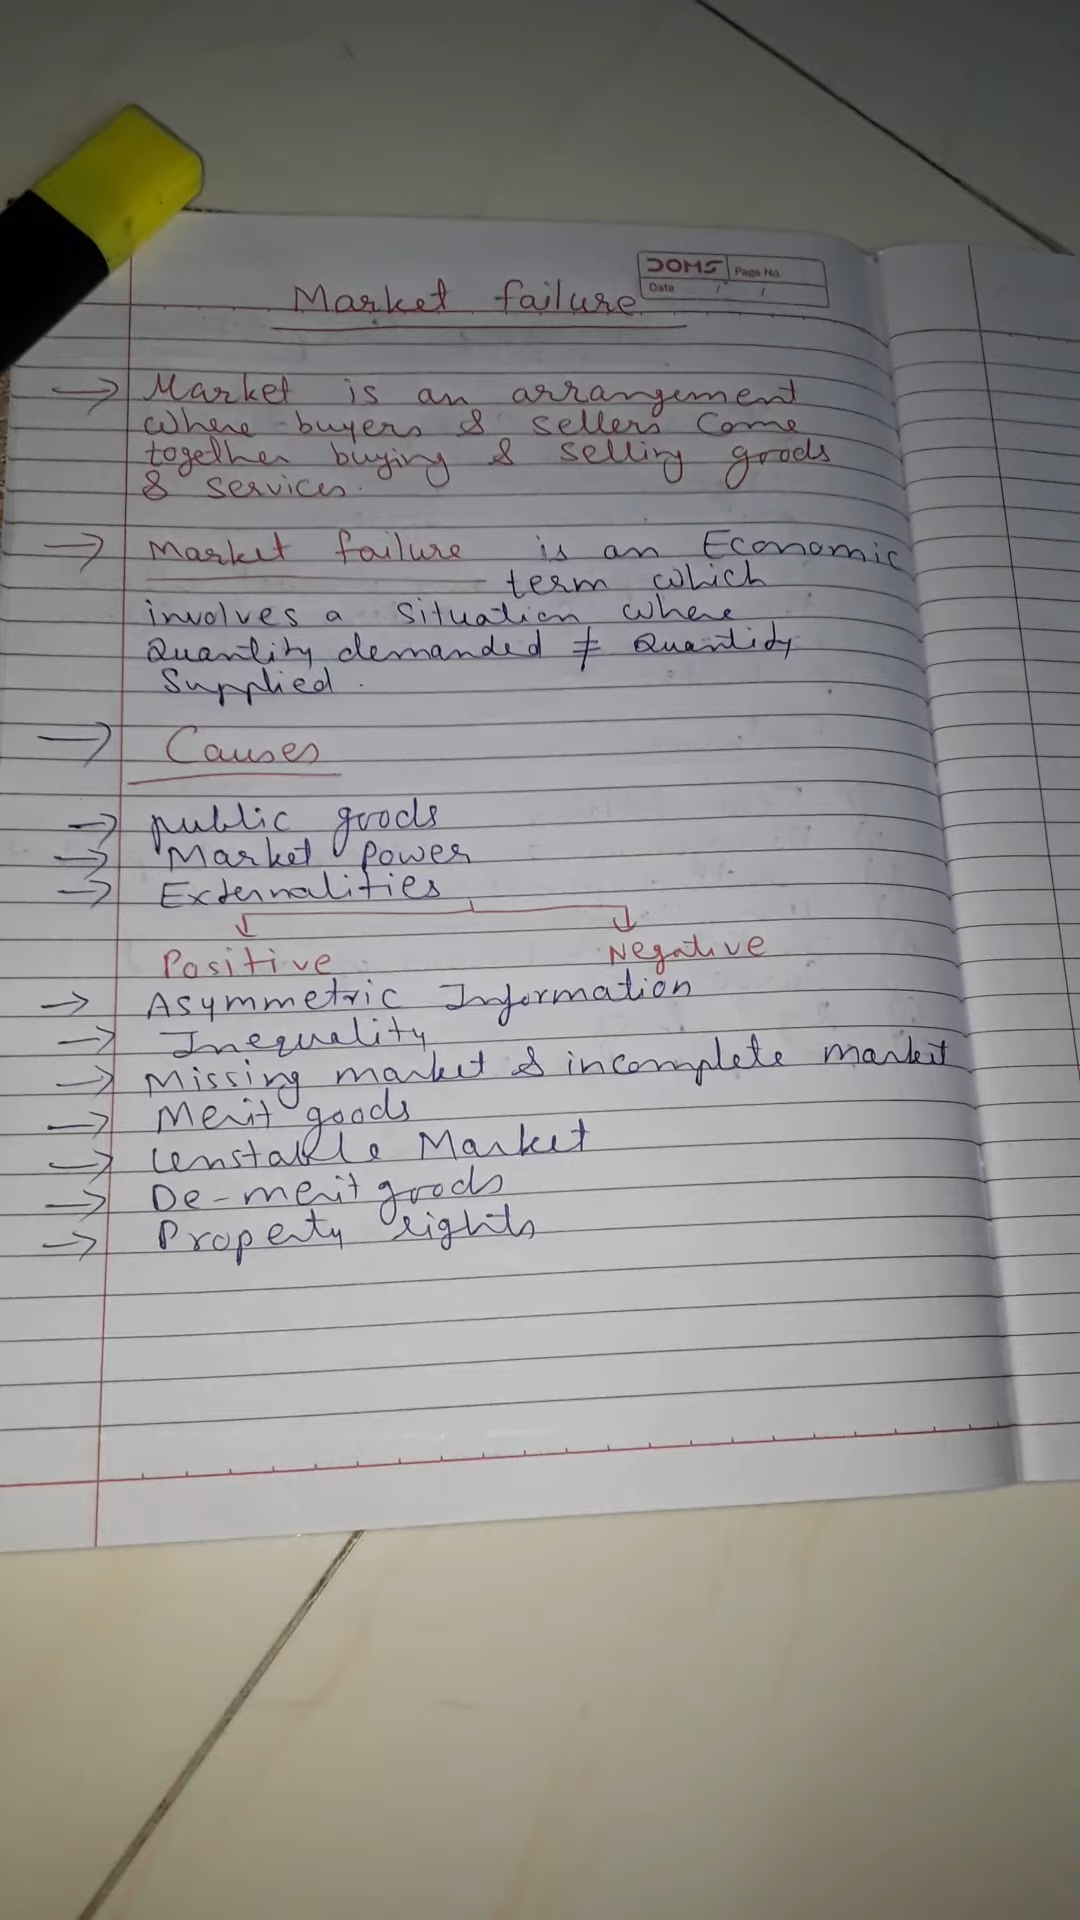 DOMS Page No.
Date / /
Market failure
→ Market is an arrangement
where buyers & sellers come
together buying & selling goods
& services.
→ Market failure is an Economic
term which
involves a situation where
Quantity demanded ≠ Quantity
Supplied.
→ Causes
→ public goods
→ Market Power
→ Externalities
Positive Negative
→ Asymmetric Information
→ Inequality
→ Missing market & incomplete market
→ Merit goods
→ Unstable Market
→ De-merit goods
→ Property rights